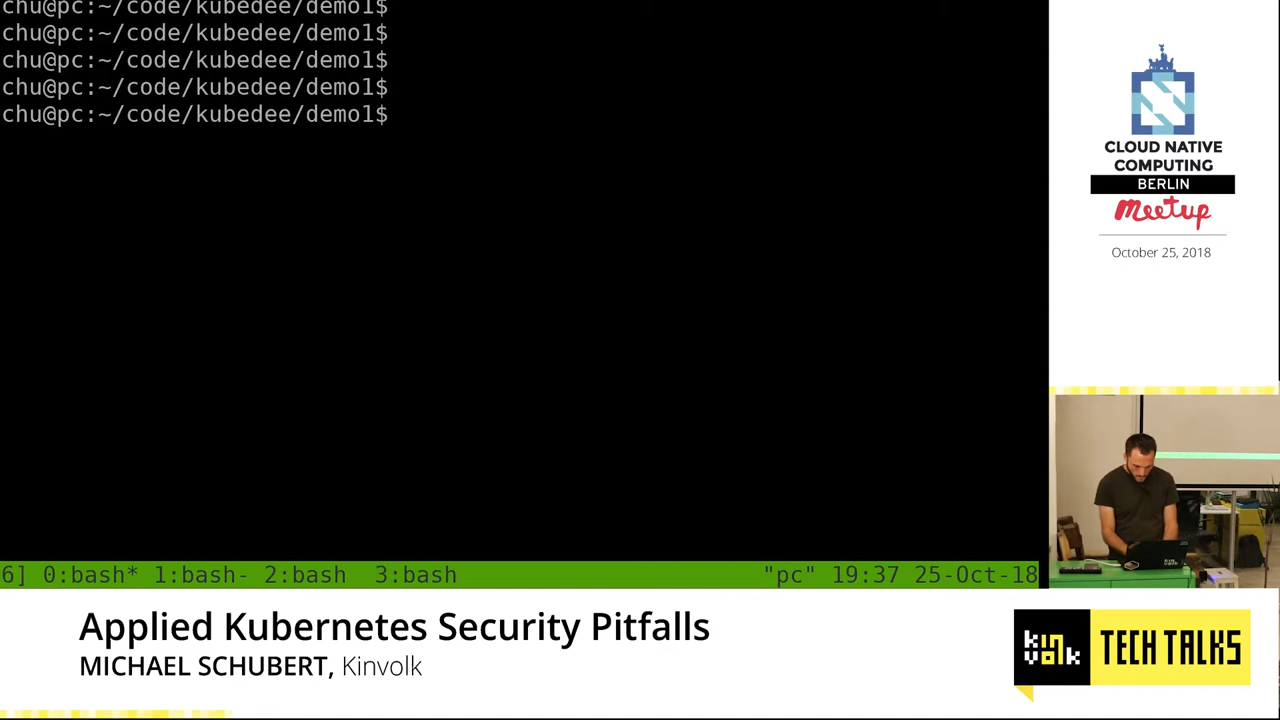 chu@pc:~/code/kubedee/demo1$
chu@pc:~/code/kubedee/demo1$
chu@pc:~/code/kubedee/demo1$
chu@pc:~/code/kubedee/demo1$
chu@pc:~/code/kubedee/demo1$
6] 0:bash* 1:bash- 2:bash  3:bash "pc" 19:37 25-Oct-18
CLOUD NATIVE
COMPUTING
BERLIN
Meetup
October 25, 2018
Applied Kubernetes Security Pitfalls
MICHAEL SCHUBERT, Kinvolk
kinvolk TECH TALKS